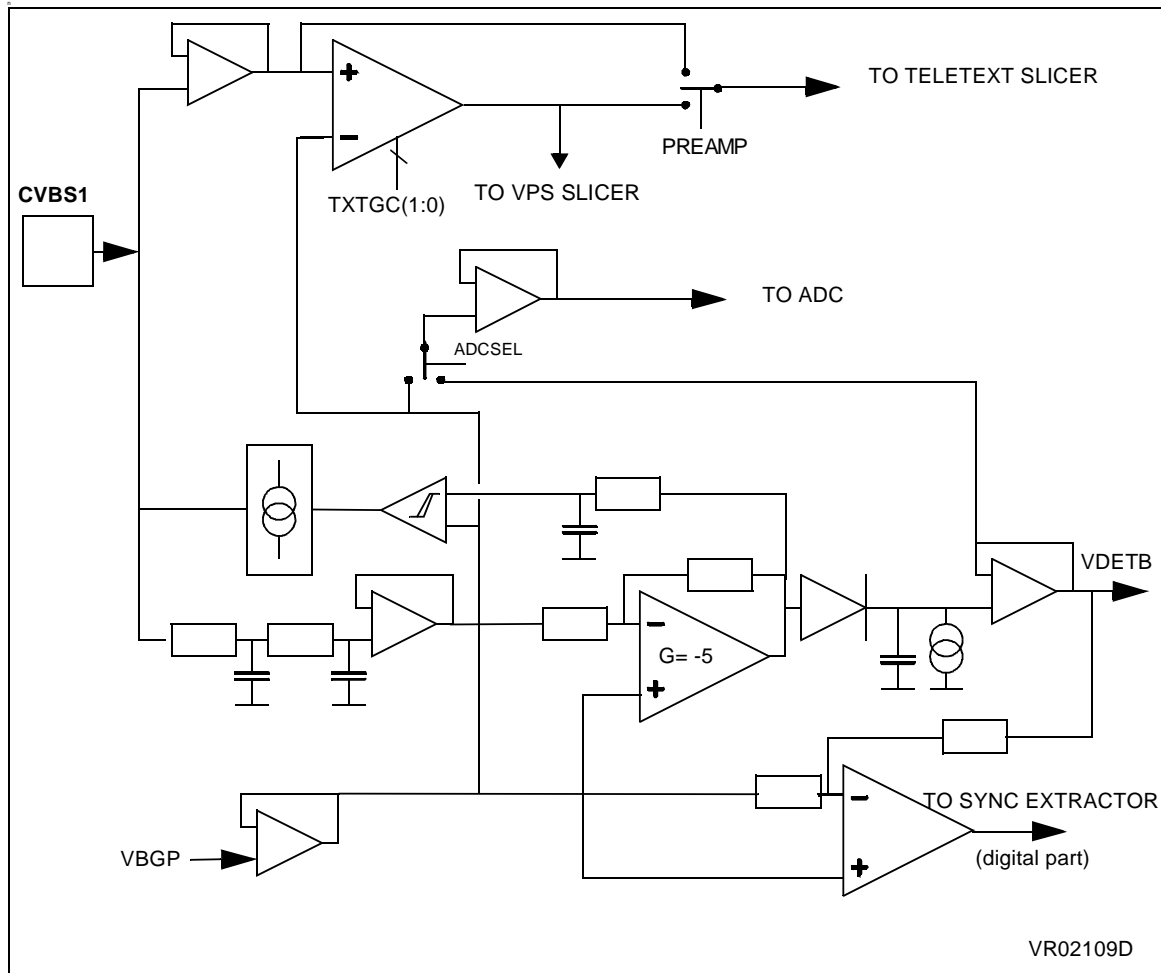 TO TELETEXT SLICER
+
−
PREAMP
CVBS1
TO VPS SLICER
TXTGC(1:0)
TO ADC
ADCSEL
VDETB
−
G= -5
+
−
TO SYNC EXTRACTOR
VBGP
+
(digital part)
VR02109D